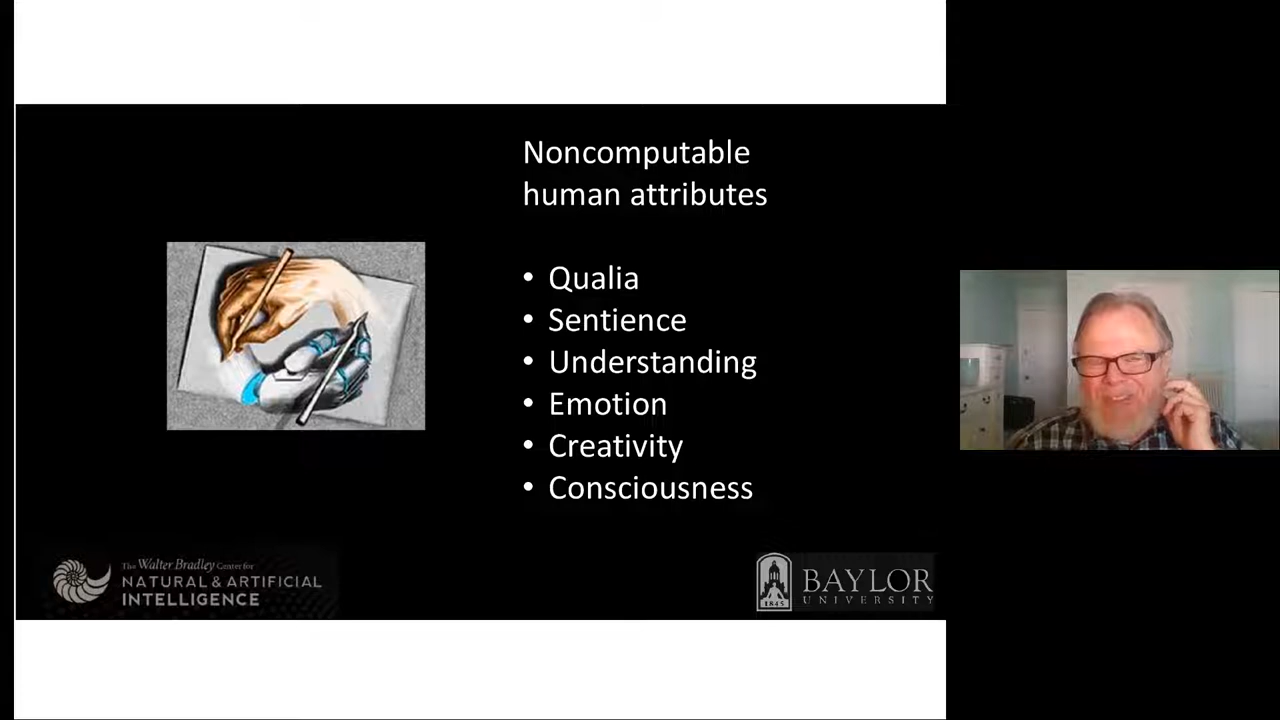 Noncomputable
human attributes
• Qualia
• Sentience
• Understanding
• Emotion
• Creativity
• Consciousness
The Walter Bradley Center for
NATURAL & ARTIFICIAL
INTELLIGENCE
1845
BAYLOR
UNIVERSITY